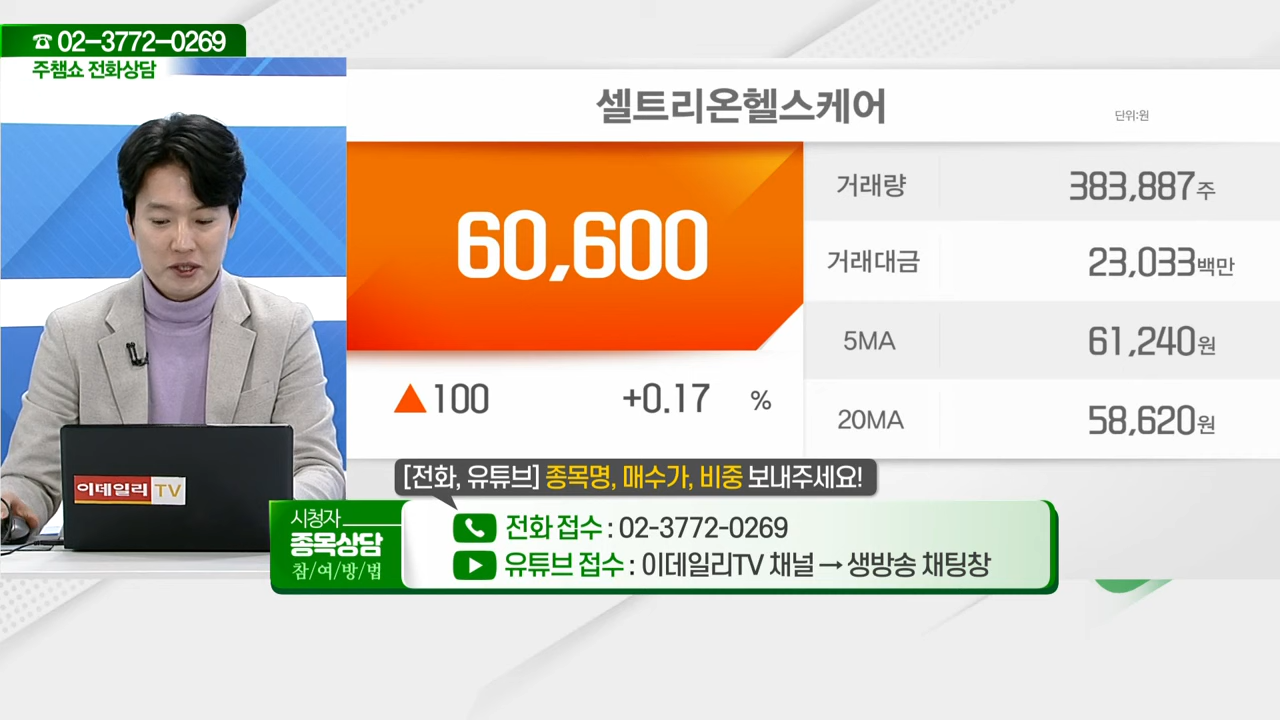 ☎ 02-3772-0269
주챔쇼 전화상담
셀트리온헬스케어
단위:원
60,600
▲100 +0.17 %
거래량 383,887주
거래대금 23,033백만
5MA 61,240원
20MA 58,620원
이데일리TV
[전화, 유튜브] 종목명, 매수가, 비중 보내주세요!
시청자
종목상담
참/여/방/법
전화 접수 : 02-3772-0269
유튜브 접수 : 이데일리TV 채널 → 생방송 채팅창